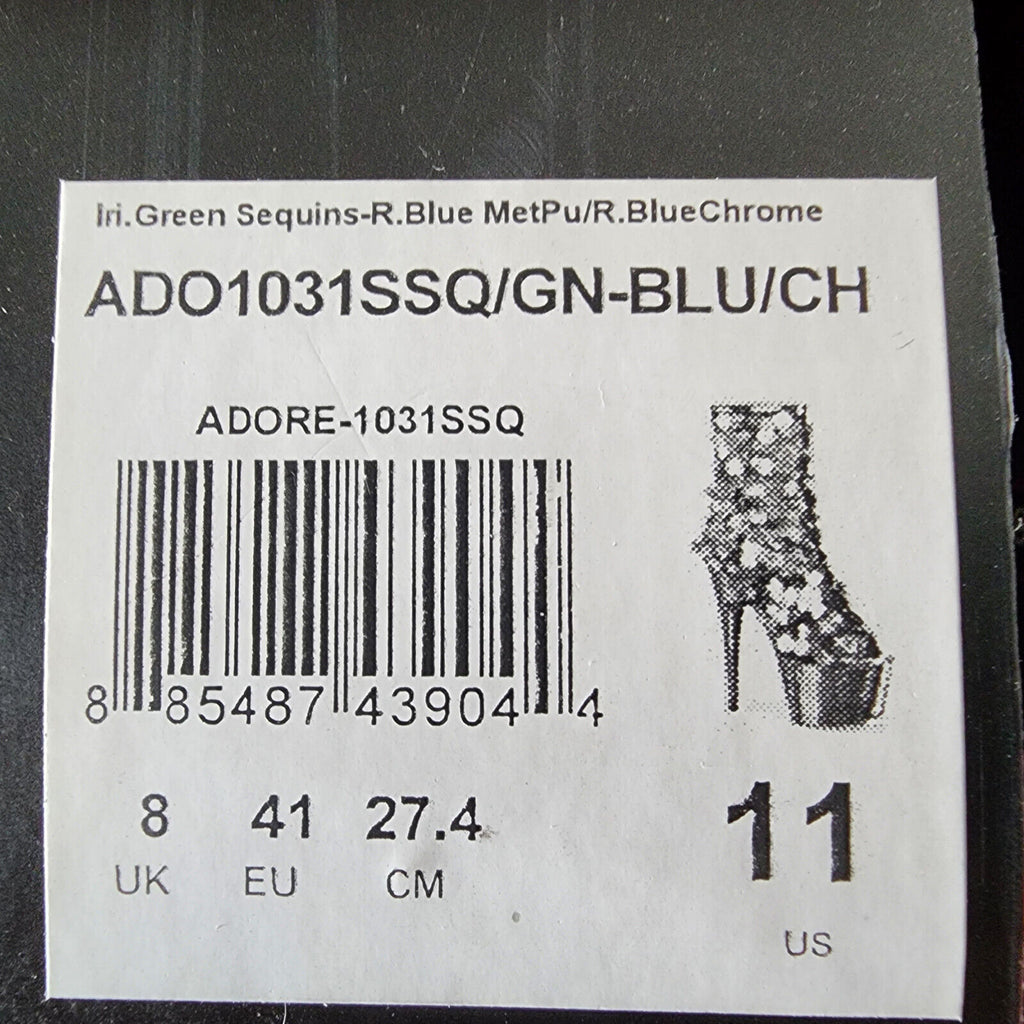 Iri.Green Sequins-R.Blue MetPu/R.BlueChrome
ADO1031SSQ/GN-BLU/CH
ADORE-1031SSQ
8 85487 43904 4
8 41 27.4 11
UK EU CM
US